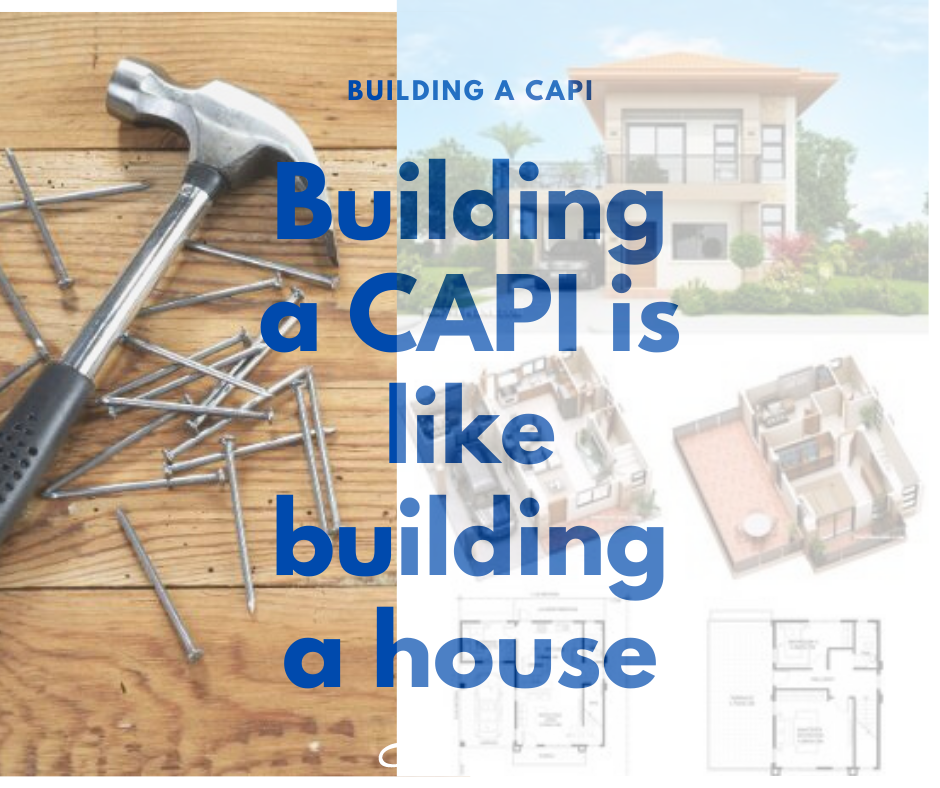 BUILDING A CAPI
Building
a CAPI is
like
building
a house